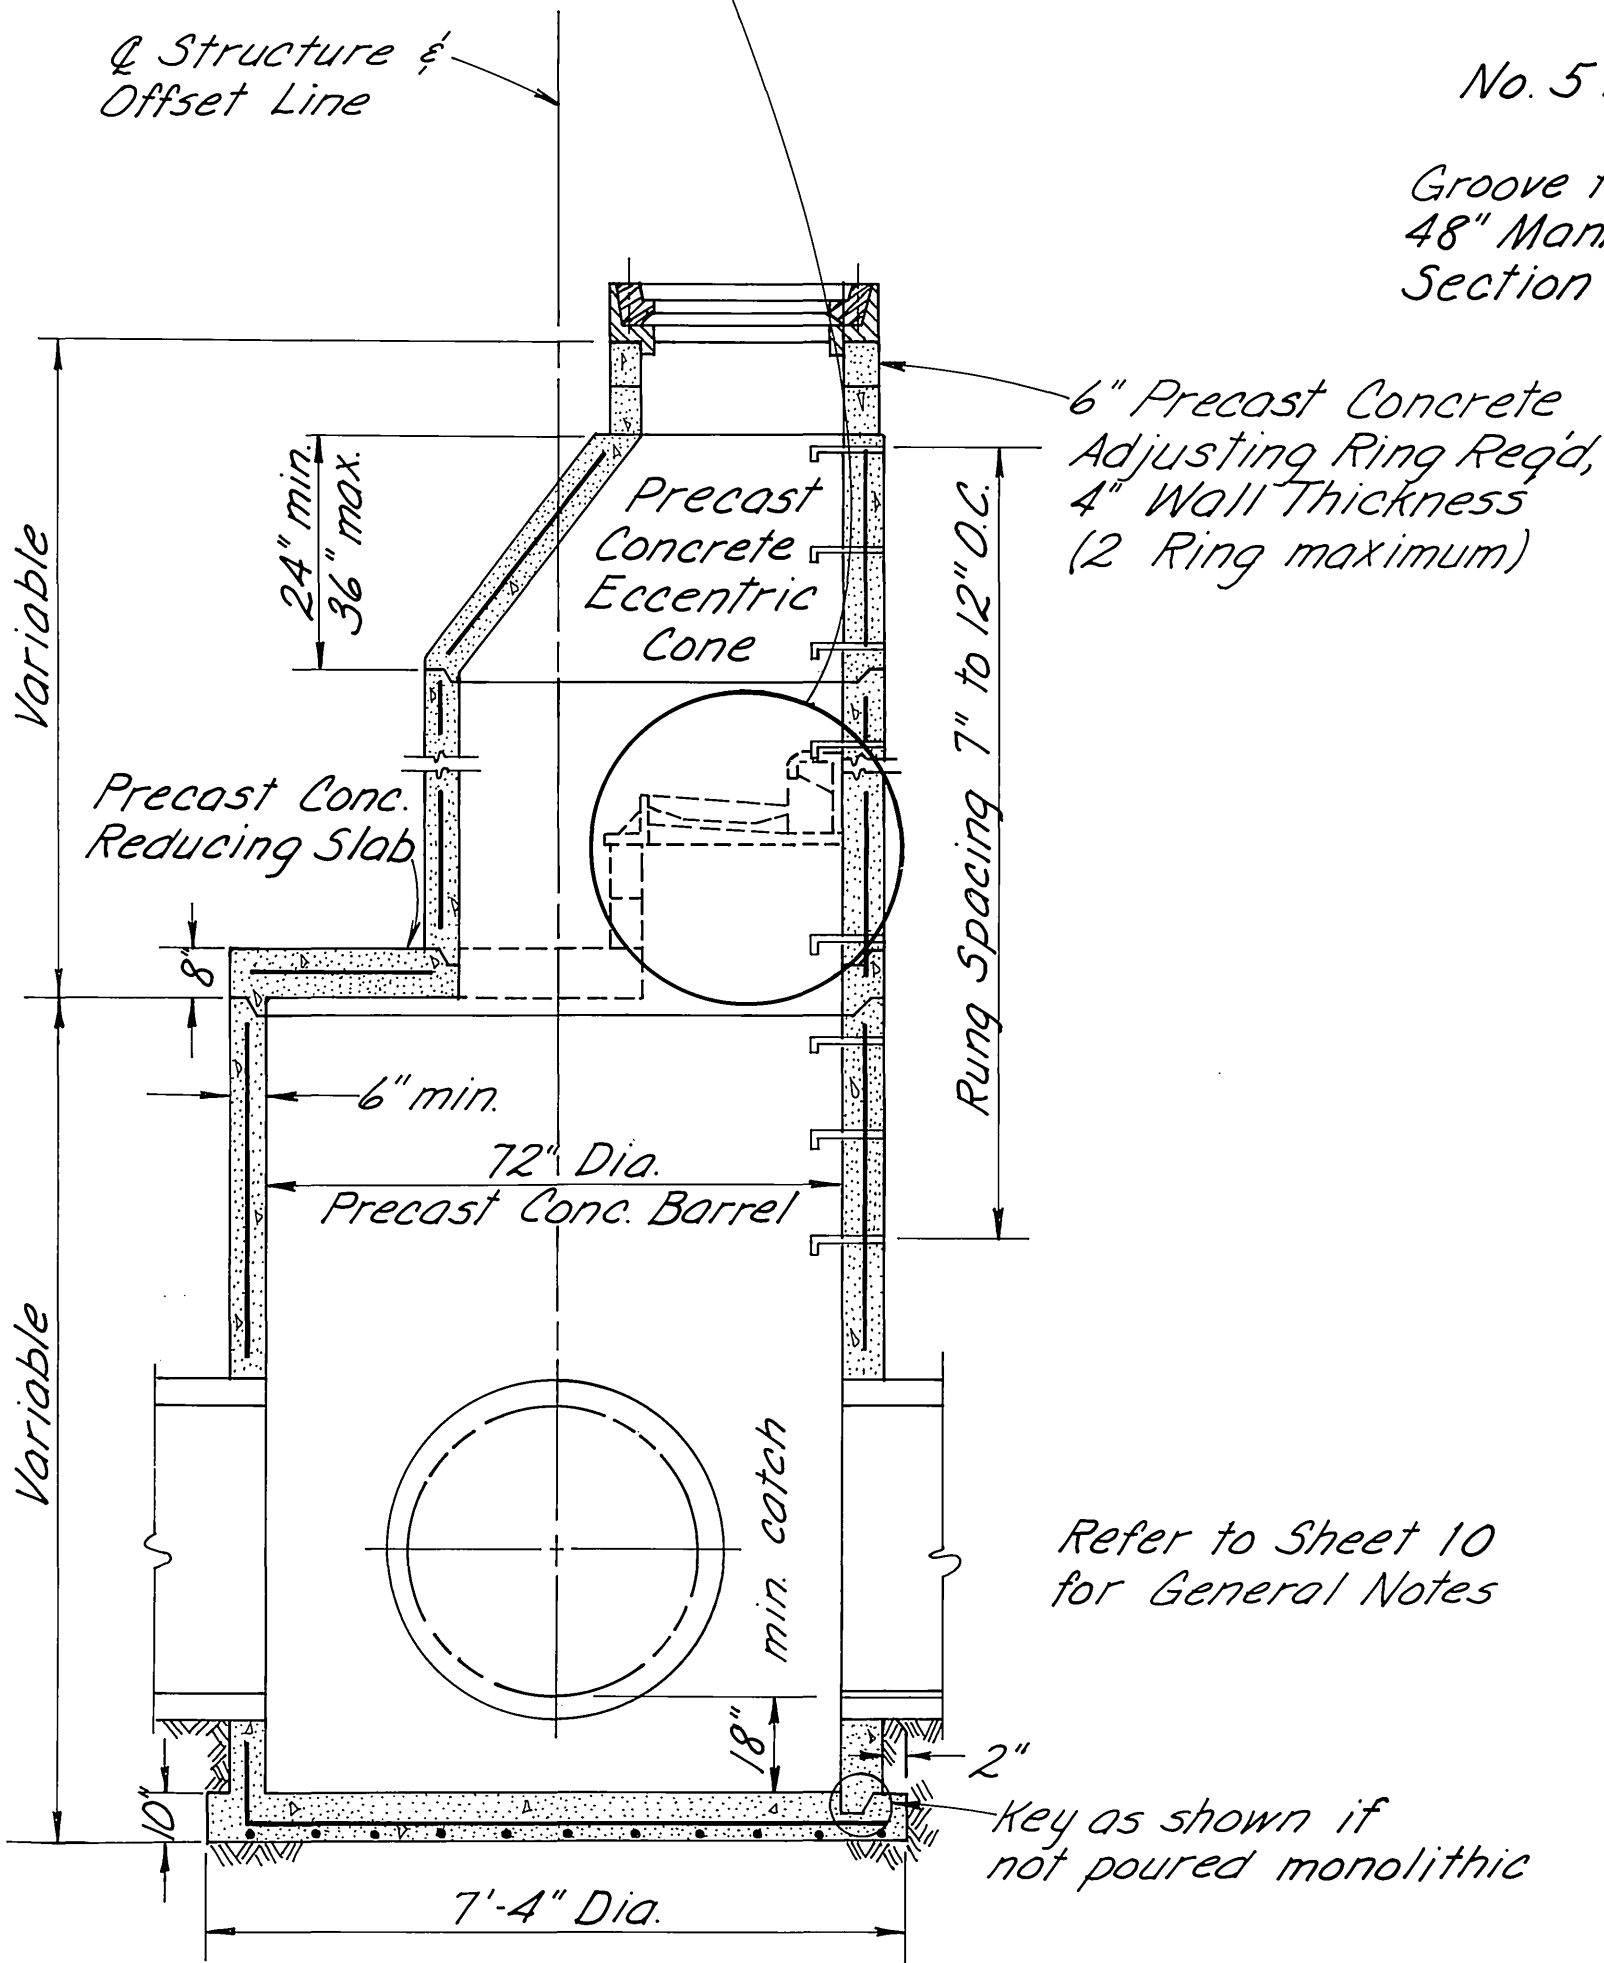 ℄ Structure &
Offset Line
No. 5
Groove
48" Man
Section
6" Precast Concrete
Adjusting Ring Req'd,
4" Wall Thickness
(2 Ring maximum)
24" min.
36" max.
Precast
Concrete
Eccentric
Cone
Variable
Rung Spacing 7" to 12" O.C.
Precast Conc.
Reducing Slab
8"
6" min.
72" Dia.
Precast Conc. Barrel
Variable
18" min. catch
Refer to Sheet 10
for General Notes
2"
10"
Key as shown if
not poured monolithic
7'-4" Dia.